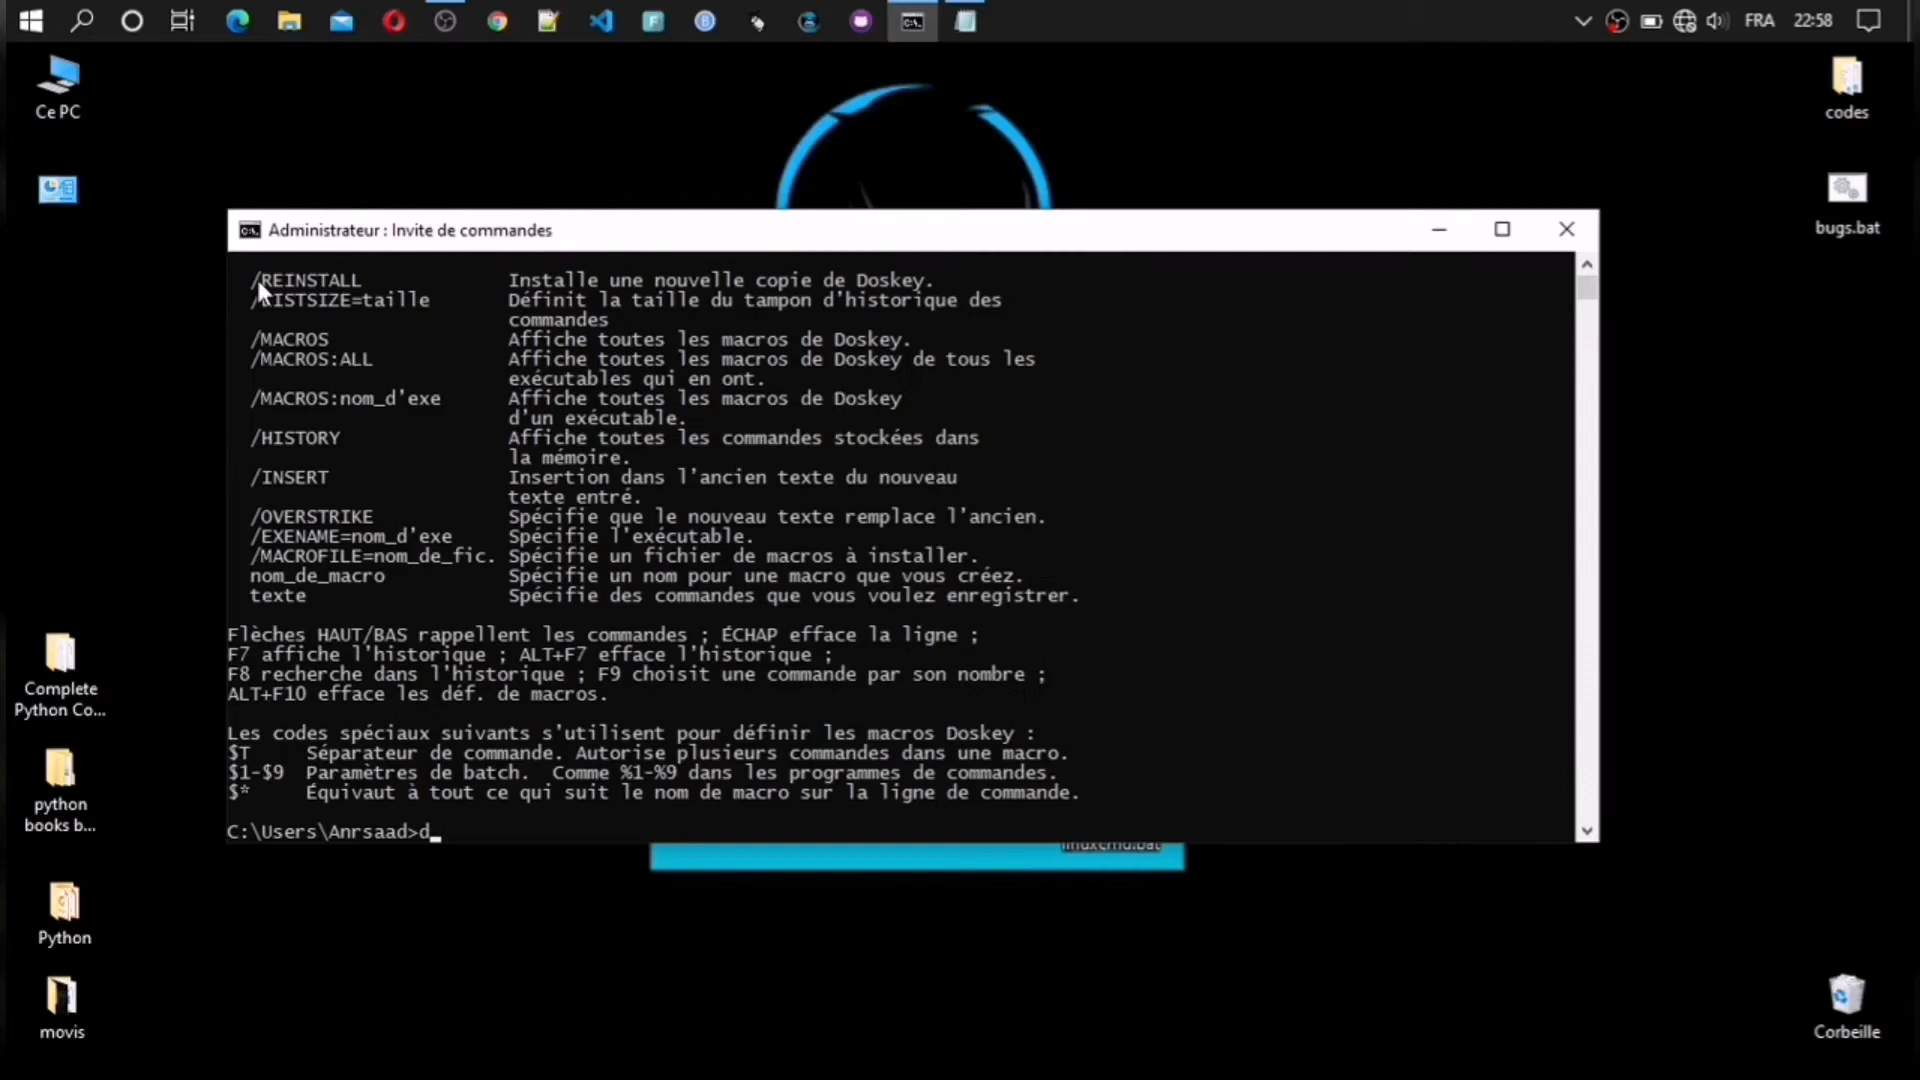 FRA
22:58
Ce PC
codes
bugs.bat
Administrateur : Invite de commandes
/REINSTALL Installe une nouvelle copie de Doskey.
/LISTSIZE=taille Définit la taille du tampon d'historique des
commandes
/MACROS Affiche toutes les macros de Doskey.
/MACROS:ALL Affiche toutes les macros de Doskey de tous les
exécutables qui en ont.
/MACROS:nom_d'exe Affiche toutes les macros de Doskey
d'un exécutable.
/HISTORY Affiche toutes les commandes stockées dans
la mémoire.
/INSERT Insertion dans l'ancien texte du nouveau
texte entré.
/OVERSTRIKE Spécifie que le nouveau texte remplace l'ancien.
/EXENAME=nom_d'exe Spécifie l'exécutable.
/MACROFILE=nom_de_fic. Spécifie un fichier de macros à installer.
nom_de_macro Spécifie un nom pour une macro que vous créez.
texte Spécifie des commandes que vous voulez enregistrer.
Flèches HAUT/BAS rappellent les commandes ; ÉCHAP efface la ligne ;
F7 affiche l'historique ; ALT+F7 efface l'historique ;
F8 recherche dans l'historique ; F9 choisit une commande par son nombre ;
ALT+F10 efface les déf. de macros.
Les codes spéciaux suivants s'utilisent pour définir les macros Doskey :
$T Séparateur de commande. Autorise plusieurs commandes dans une macro.
$1-$9 Paramètres de batch. Comme %1-%9 dans les programmes de commandes.
$* Équivaut à tout ce qui suit le nom de macro sur la ligne de commande.
C:\Users\Anrsaad>d_
linuxcmd.bat
Complete
Python Co...
python
books b...
Python
movis
Corbeille